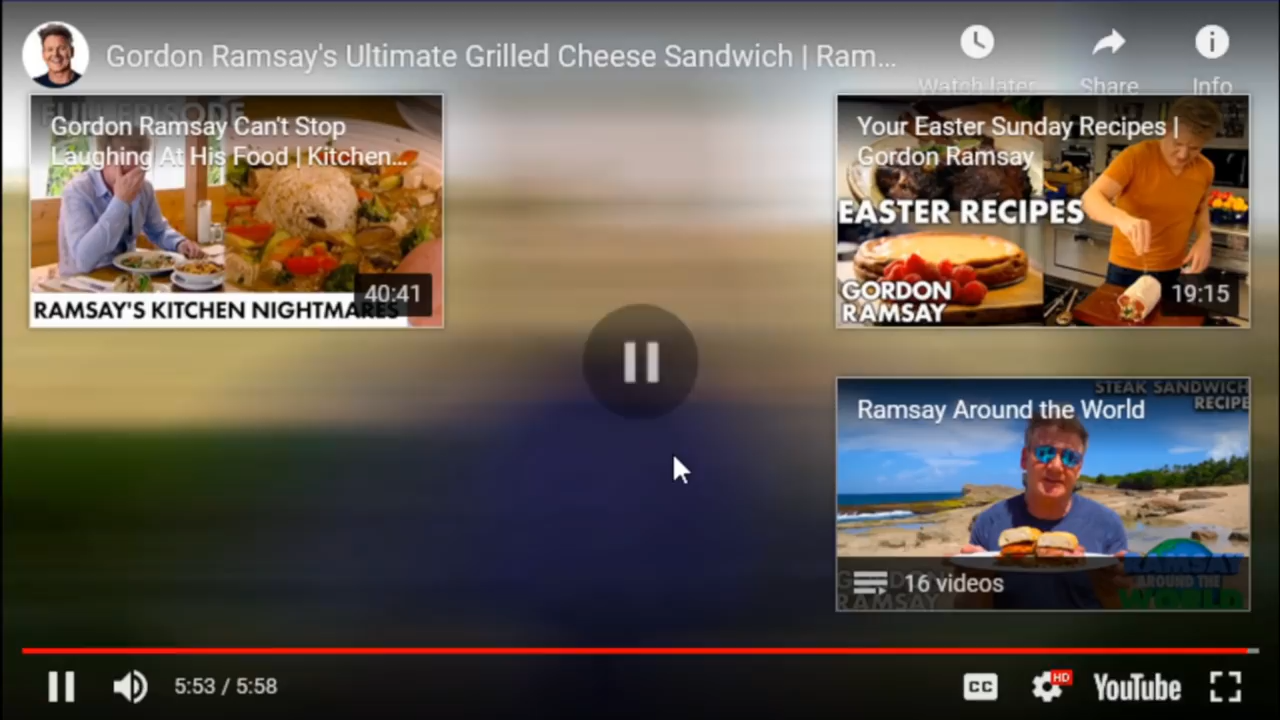 Gordon Ramsay's Ultimate Grilled Cheese Sandwich | Ram...
Watch later
Share
Info
FULL EPISODE
Gordon Ramsay Can't Stop
Laughing At His Food | Kitchen...
40:41
RAMSAY'S KITCHEN NIGHTMARES
Your Easter Sunday Recipes |
Gordon Ramsay
EASTER RECIPES
GORDON
RAMSAY
19:15
STEAK SANDWICH
RECIPE
Ramsay Around the World
16 videos
GORDON
RAMSAY
RAMSAY
AROUND THE
WORLD
5:53 / 5:58
CC
HD
YouTube